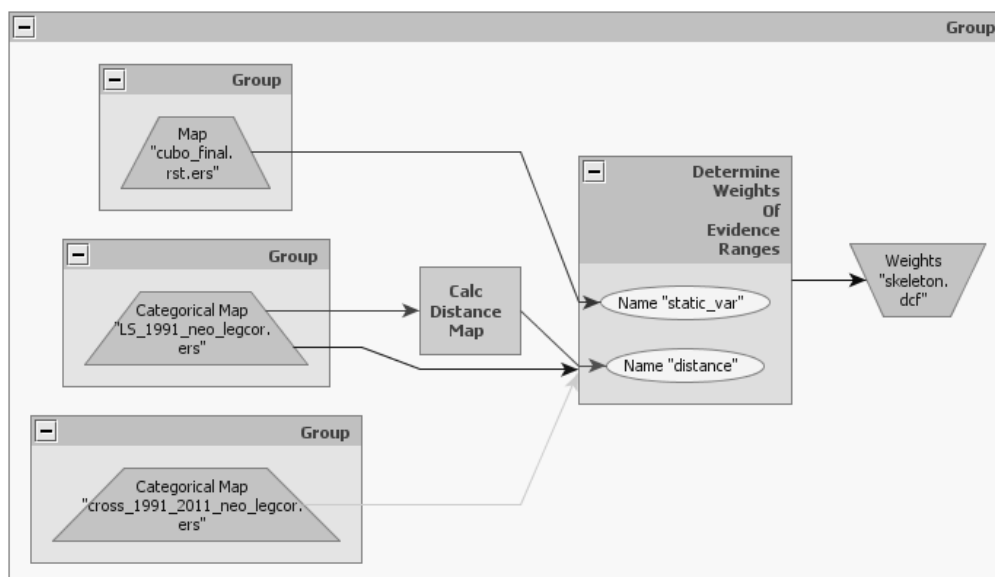 Group
Group
Map
"cubo_final.
rst.ers"
Determine
Weights
Of
Evidence
Ranges
Group
Categorical Map
"LS_1991_neo_legcor.
ers"
Calc
Distance
Map
Name "static_var"
Name "distance"
Weights
"skeleton.
dcf"
Group
Categorical Map
"cross_1991_2011_neo_legcor.
ers"